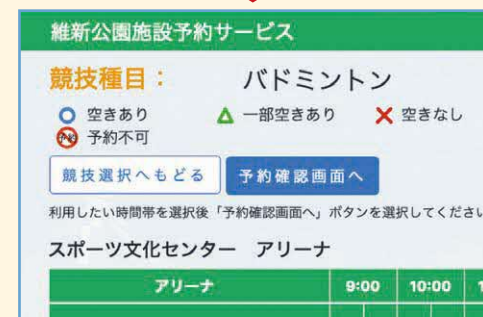 維新公園施設予約サービス
競技種目： バドミントン
空きあり 一部空きあり 空きなし
予約不可
競技選択へもどる 予約確認画面へ
利用したい時間帯を選択後「予約確認画面へ」ボタンを選択してくださ
スポーツ文化センター アリーナ
アリーナ 9:00 10:00